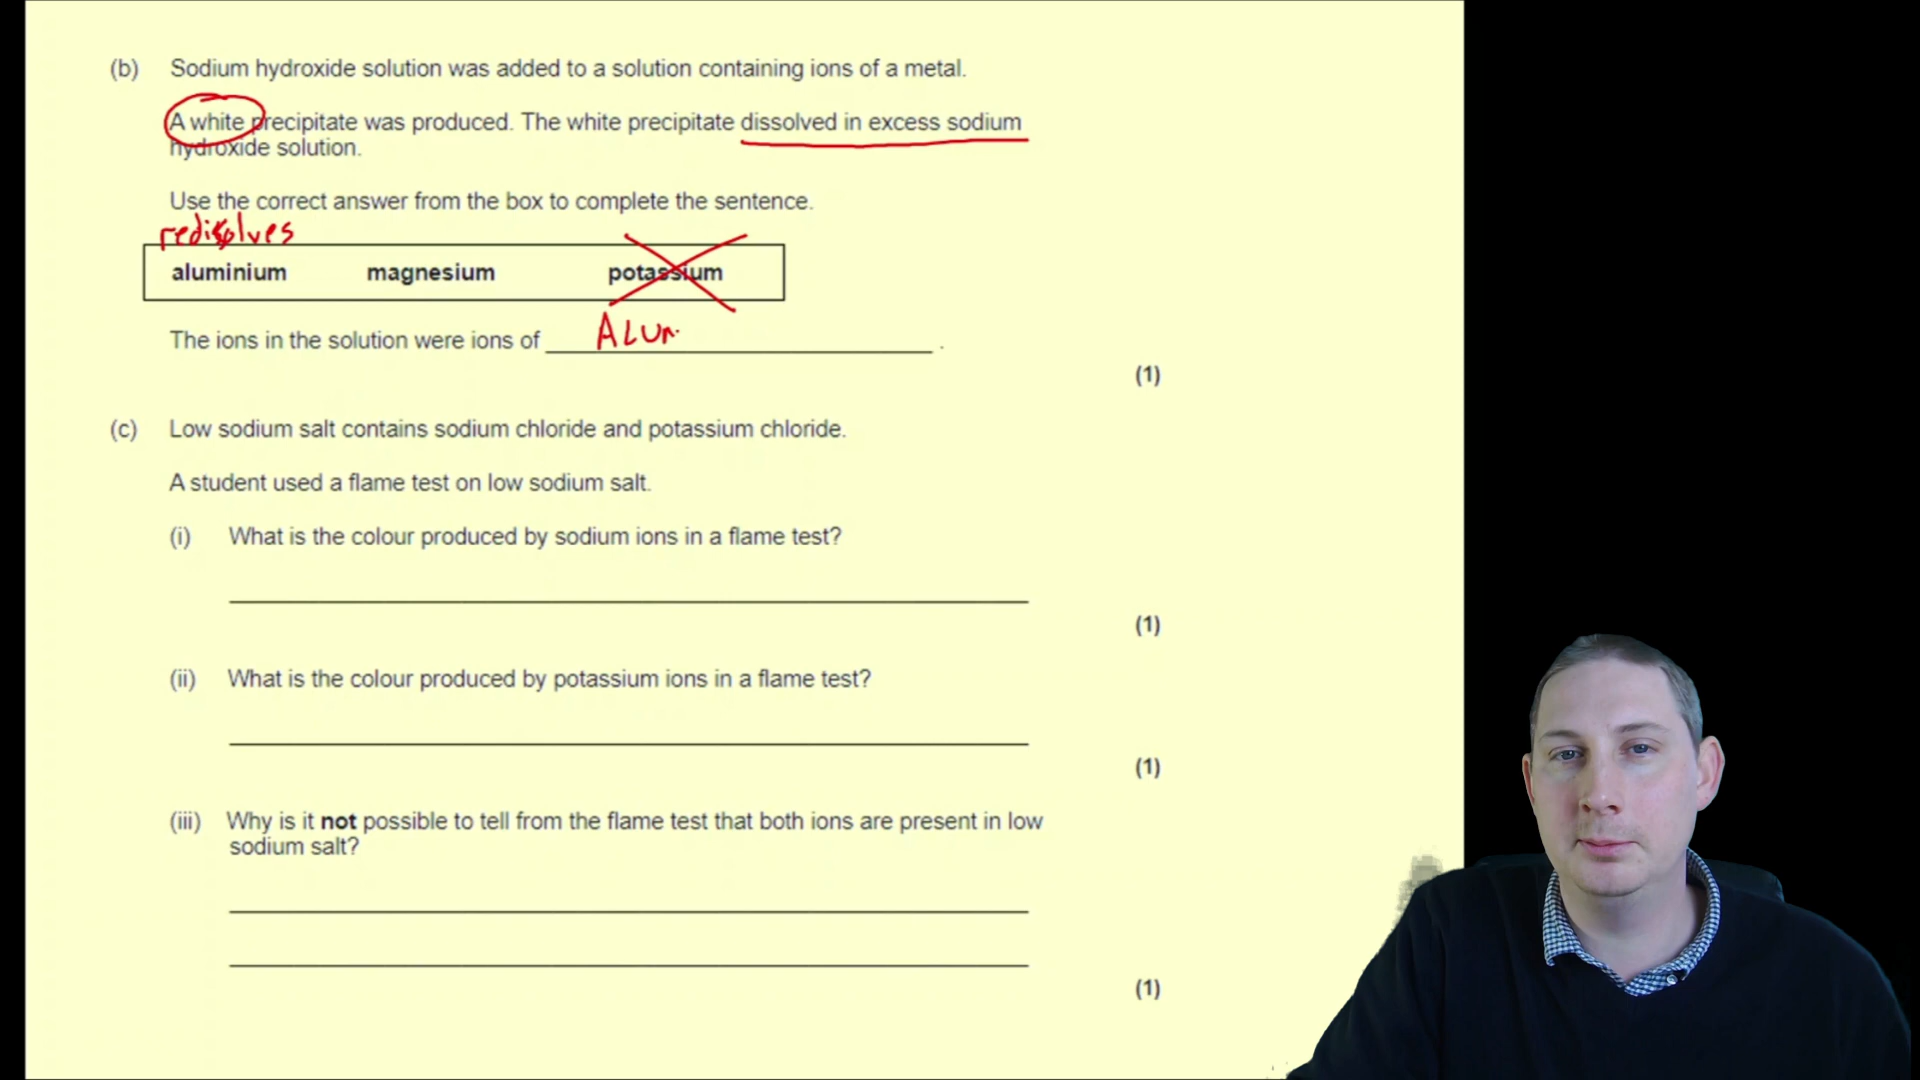 (b) Sodium hydroxide solution was added to a solution containing ions of a metal.
A white precipitate was produced. The white precipitate dissolved in excess sodium
hydroxide solution.
Use the correct answer from the box to complete the sentence.
redissolves
aluminium magnesium potassium
The ions in the solution were ions of ALUM .
(1)
(c) Low sodium salt contains sodium chloride and potassium chloride.
A student used a flame test on low sodium salt.
(i) What is the colour produced by sodium ions in a flame test?
(1)
(ii) What is the colour produced by potassium ions in a flame test?
(1)
(iii) Why is it not possible to tell from the flame test that both ions are present in low
sodium salt?
(1)